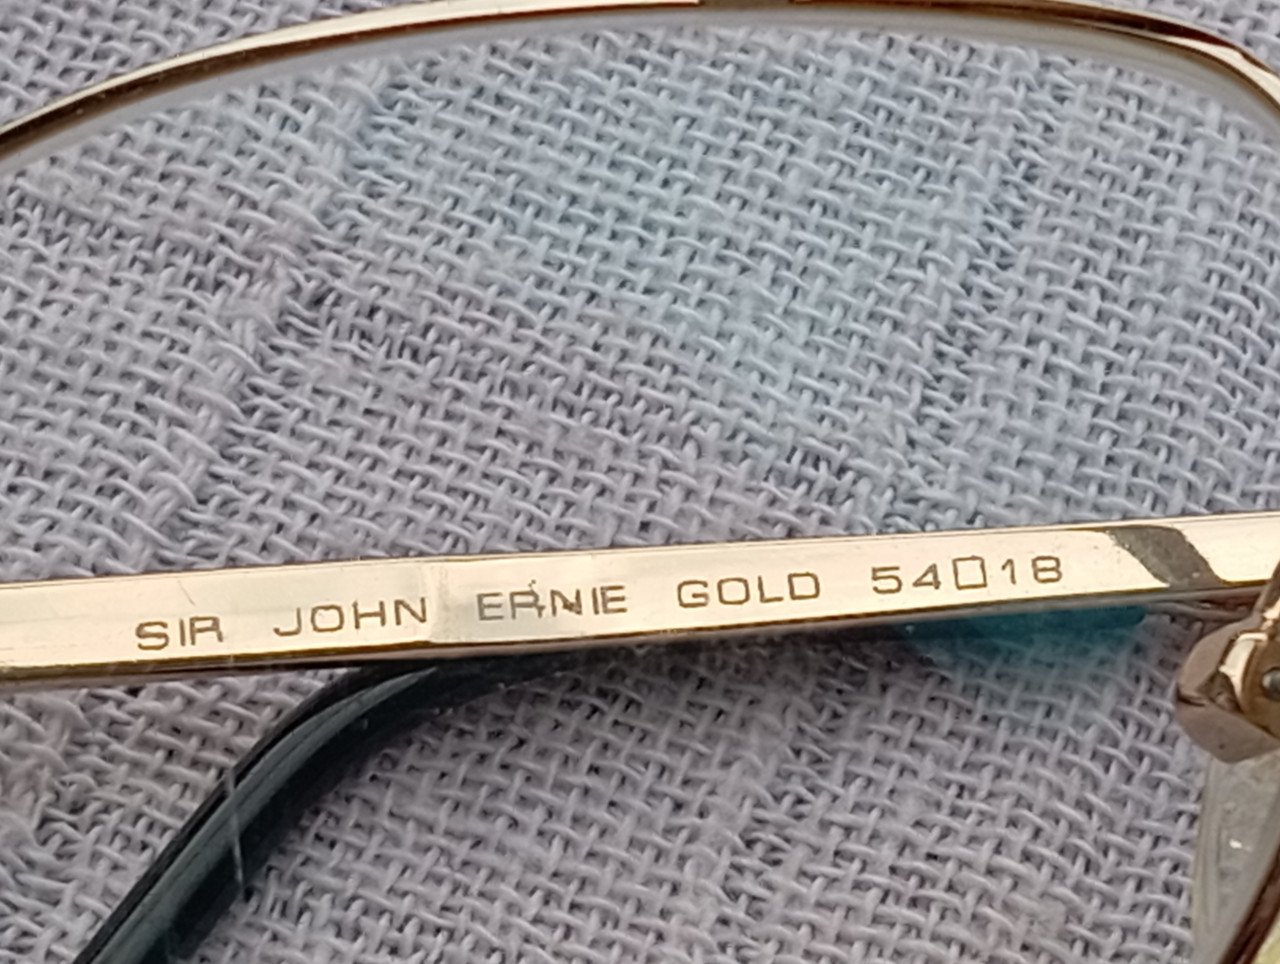 SIR JOHN ERNIE GOLD 54□18